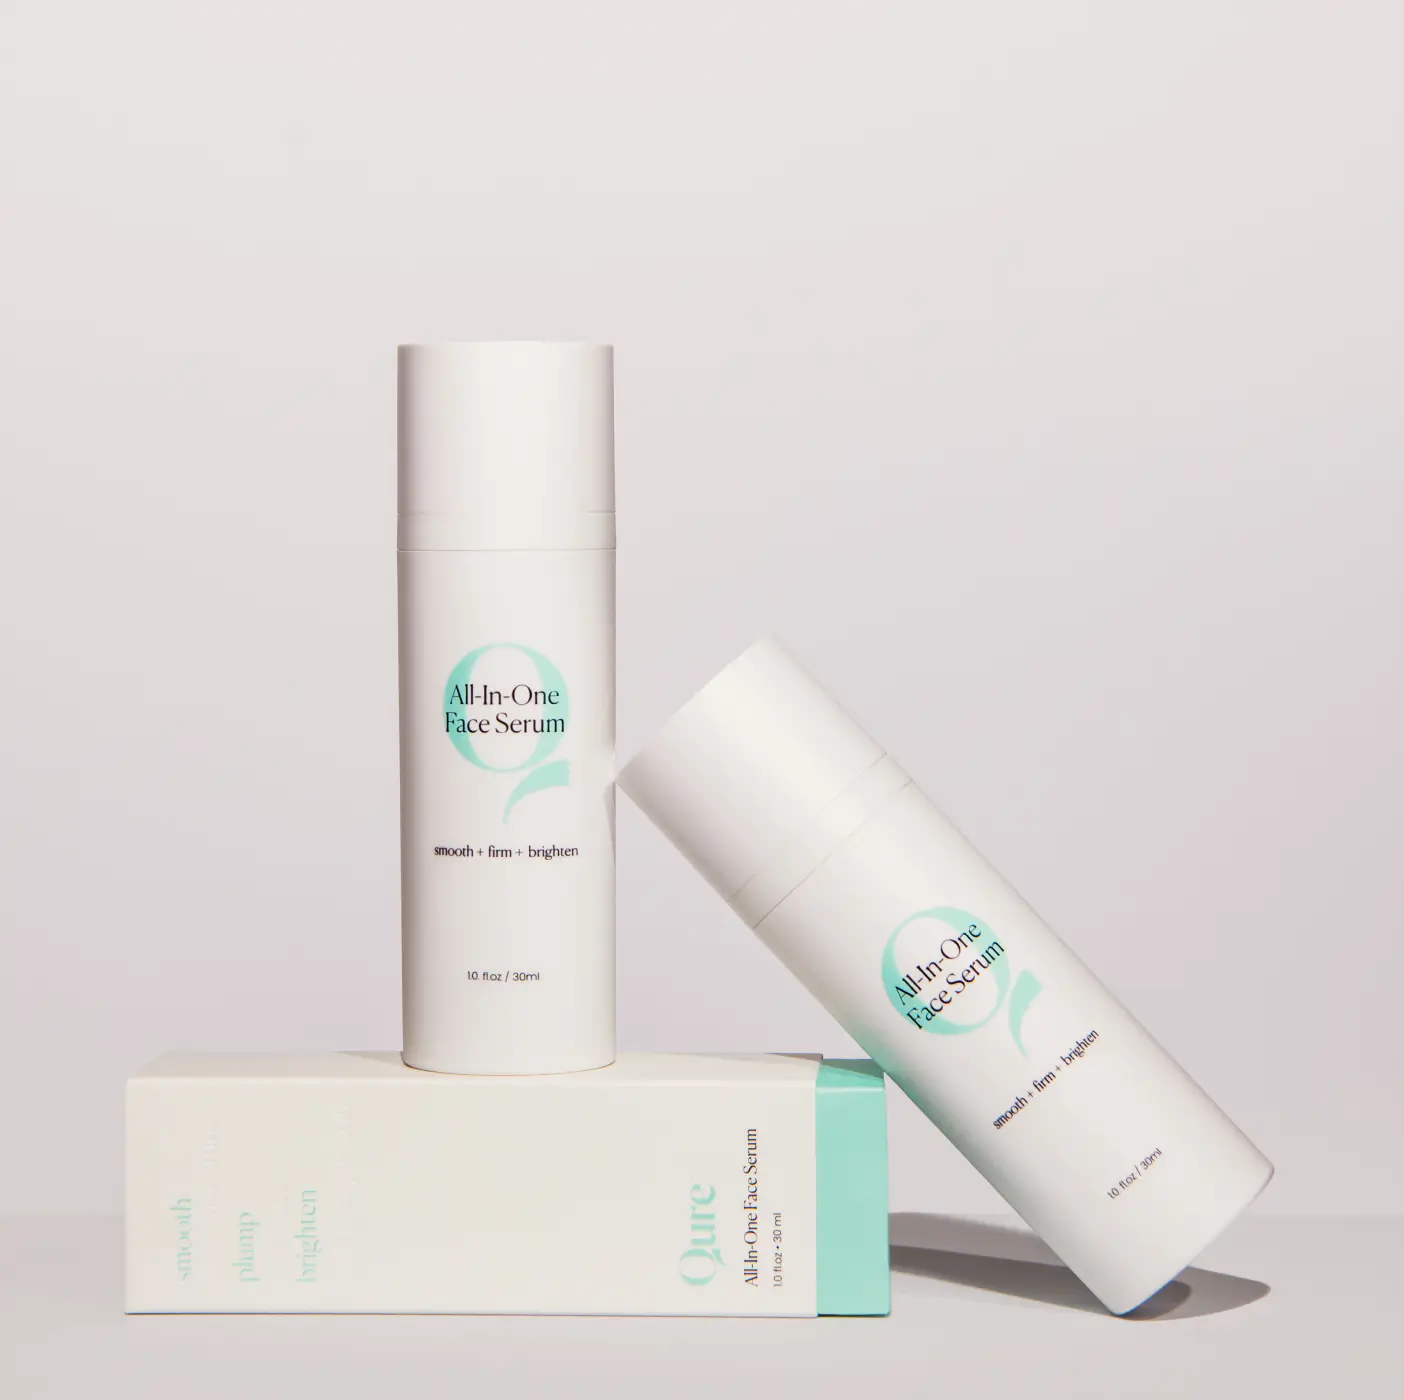 All-In-One
Face Serum
smooth + firm + brighten
1.0 fl.oz / 30ml
All-In-One
Face Serum
smooth + firm + brighten
1.0 fl.oz / 30ml
smooth
plump
brighten
Qure
All-In-One Face Serum
1.0 fl.oz • 30 ml